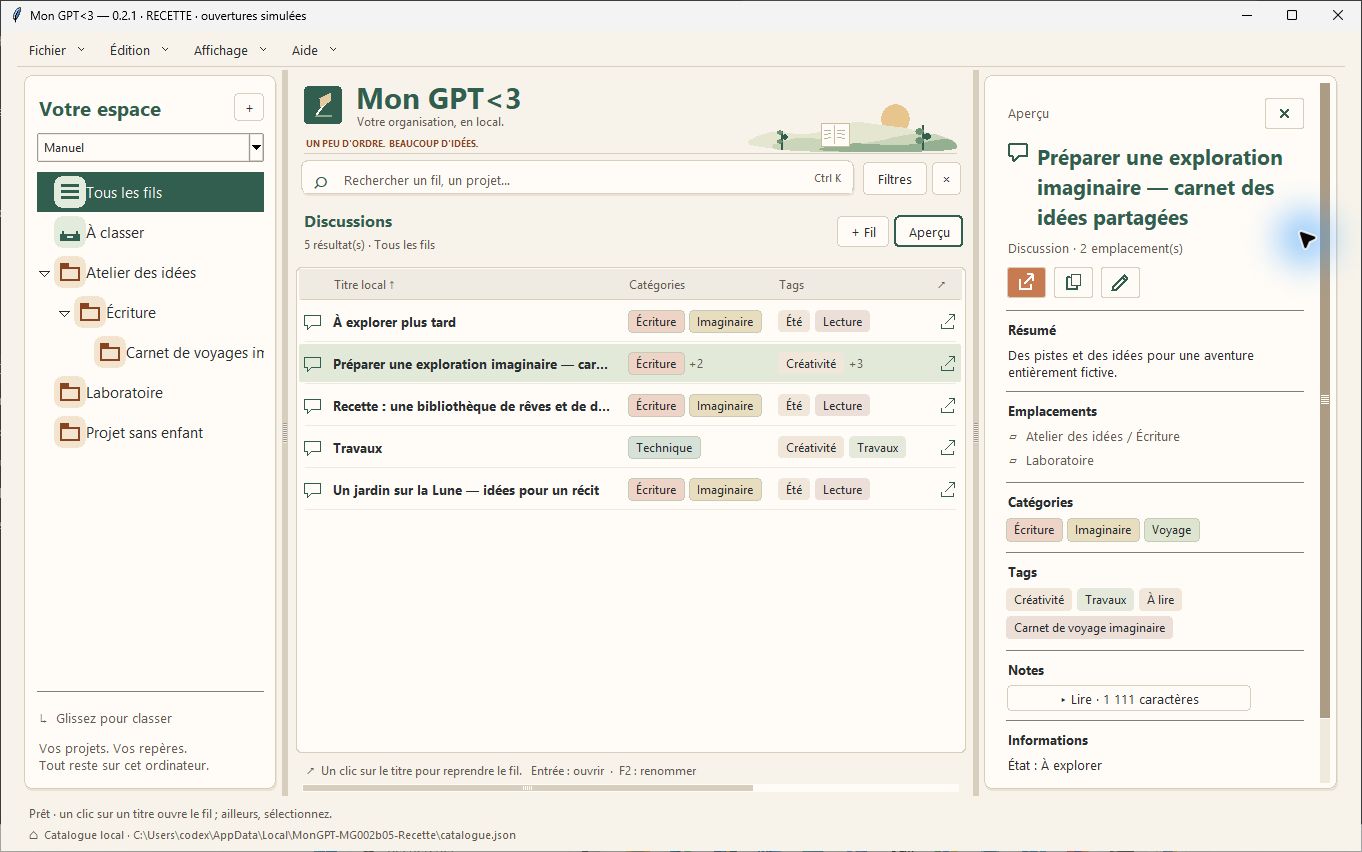 Mon GPT<3 — 0.2.1 · RECETTE · ouvertures simulées
Fichier Édition Affichage Aide
Votre espace
+
Manuel
Tous les fils
À classer
Atelier des idées
Écriture
Carnet de voyages im
Laboratoire
Projet sans enfant
↳ Glissez pour classer
Vos projets. Vos repères.
Tout reste sur cet ordinateur.
Mon GPT<3
Votre organisation, en local.
UN PEU D'ORDRE. BEAUCOUP D'IDÉES.
Rechercher un fil, un projet... Ctrl K
Filtres ×
Discussions
5 résultat(s) · Tous les fils
+ Fil Aperçu
Titre local ↑ Catégories Tags ↗
À explorer plus tard Écriture Imaginaire Été Lecture
Préparer une exploration imaginaire — car... Écriture +2 Créativité +3
Recette : une bibliothèque de rêves et de d... Écriture Imaginaire Été Lecture
Travaux Technique Créativité Travaux
Un jardin sur la Lune — idées pour un récit Écriture Imaginaire Été Lecture
↗ Un clic sur le titre pour reprendre le fil. Entrée : ouvrir · F2 : renommer
Aperçu ×
Préparer une exploration
imaginaire — carnet des
idées partagées
Discussion · 2 emplacement(s)
Résumé
Des pistes et des idées pour une aventure
entièrement fictive.
Emplacements
▱ Atelier des idées / Écriture
▱ Laboratoire
Catégories
Écriture Imaginaire Voyage
Tags
Créativité Travaux À lire
Carnet de voyage imaginaire
Notes
‣ Lire · 1 111 caractères
Informations
État : À explorer
Prêt · un clic sur un titre ouvre le fil ; ailleurs, sélectionnez.
⌂ Catalogue local · C:\Users\codex\AppData\Local\MonGPT-MG002b05-Recette\catalogue.json